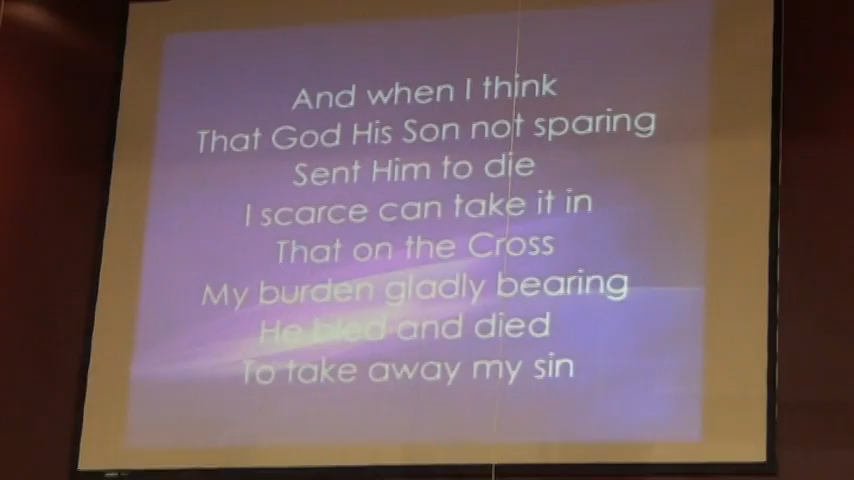 And when I think
That God His Son not sparing
Sent Him to die
I scarce can take it in
That on the Cross
My burden gladly bearing
He bled and died
To take away my sin